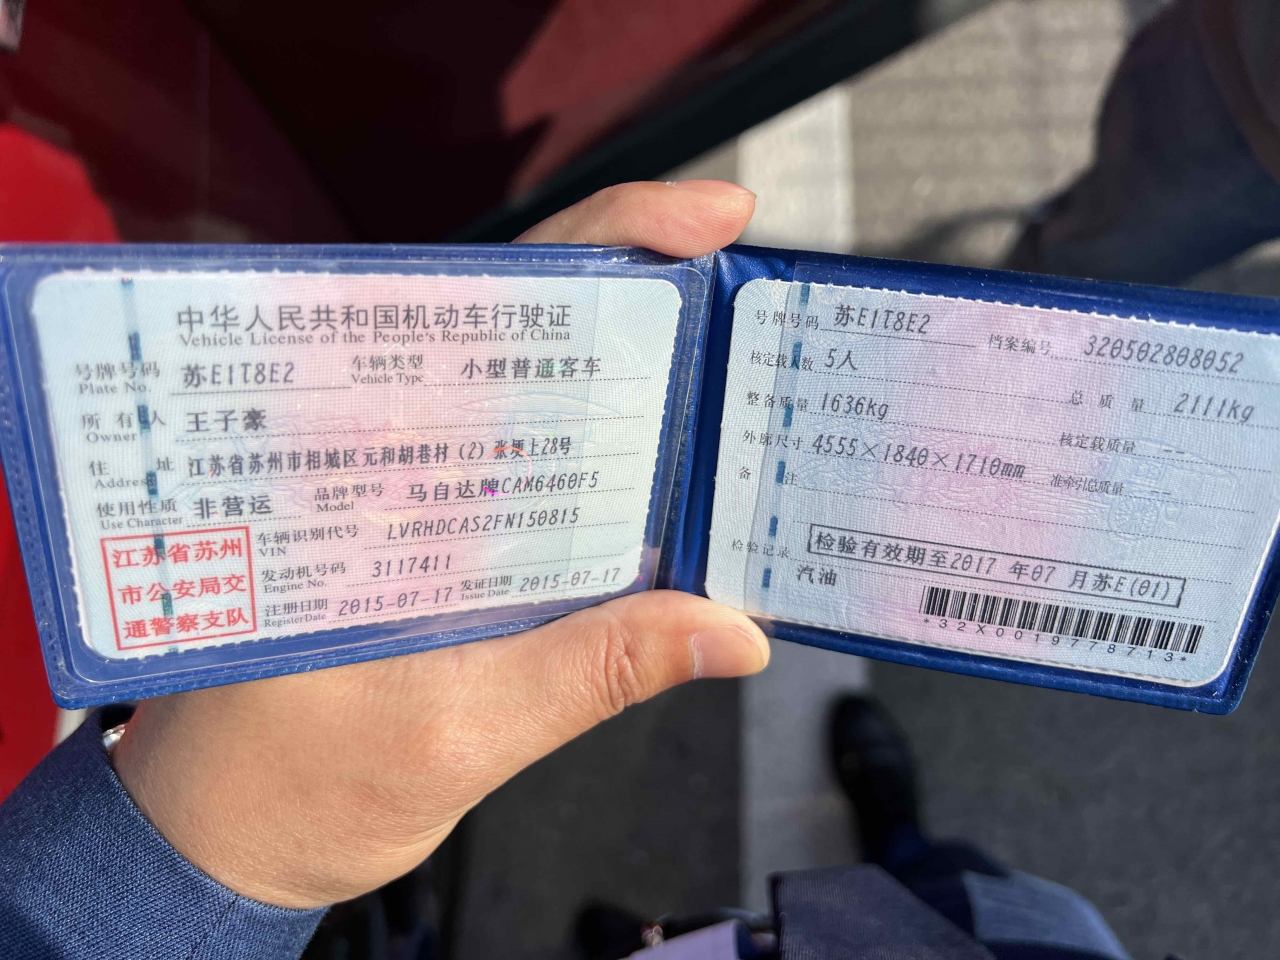 中华人民共和国机动车行驶证
Vehicle License of the People's Republic of China
号牌号码 苏E1T8E2 车辆类型 小型普通客车
Plate No. Vehicle Type
所有人 王子豪
Owner
住址 江苏省苏州市相城区元和胡巷村(2)张埂上28号
Address
使用性质 非营运 品牌型号 马自达牌CAM6460F5
Use Character Model
车辆识别代号 LVRHDCAS2FN150815
VIN
发动机号码 3117411
Engine No.
注册日期 2015-07-17 发证日期 2015-07-17
Register Date Issue Date
江苏省苏州
市公安局交
通警察支队
号牌号码 苏E1T8E2 档案编号 320502808052
核定载人数 5人 总质量 2111kg
整备质量 1636kg 核定载质量 --
外廓尺寸 4555×1840×1710mm 准牵引总质量 --
备注
检验记录 检验有效期至2017 年07 月苏E(01)
汽油
*32X0019778713*